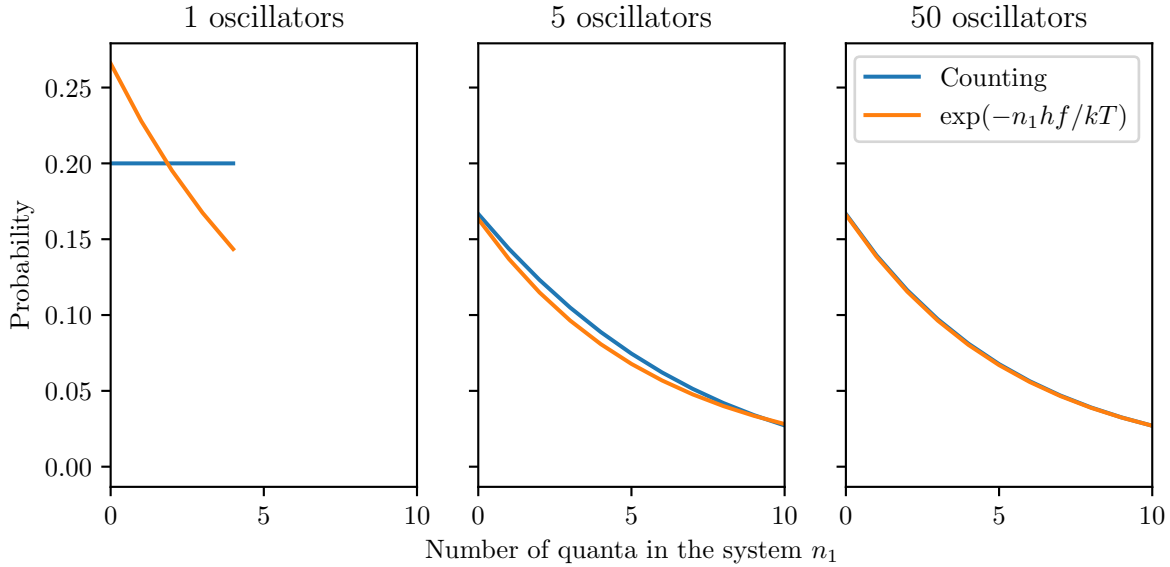 1 oscillators
5 oscillators
50 oscillators
Probability
0.25
0.20
0.15
0.10
0.05
0.00
0
5
10
0
5
10
0
5
10
Counting
exp(−n₁hf/kT)
Number of quanta in the system n₁